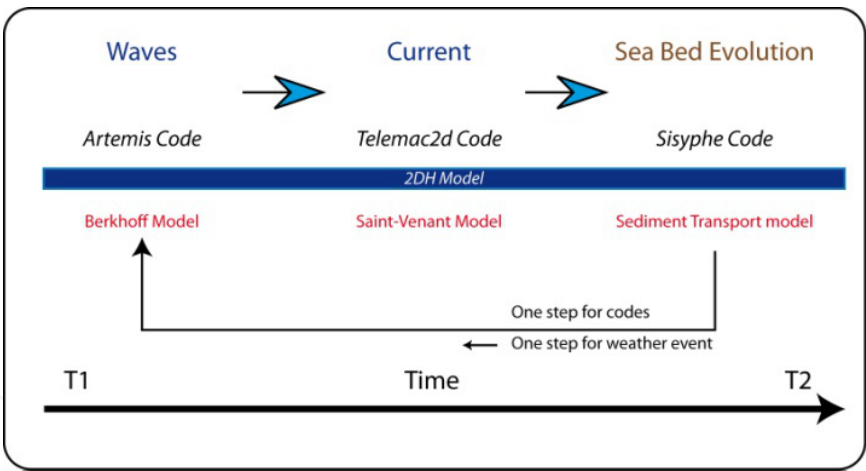 Waves Current Sea Bed Evolution
Artemis Code Telemac2d Code Sisyphe Code
2DH Model
Berkhoff Model Saint-Venant Model Sediment Transport model
One step for codes
One step for weather event
T1 Time T2